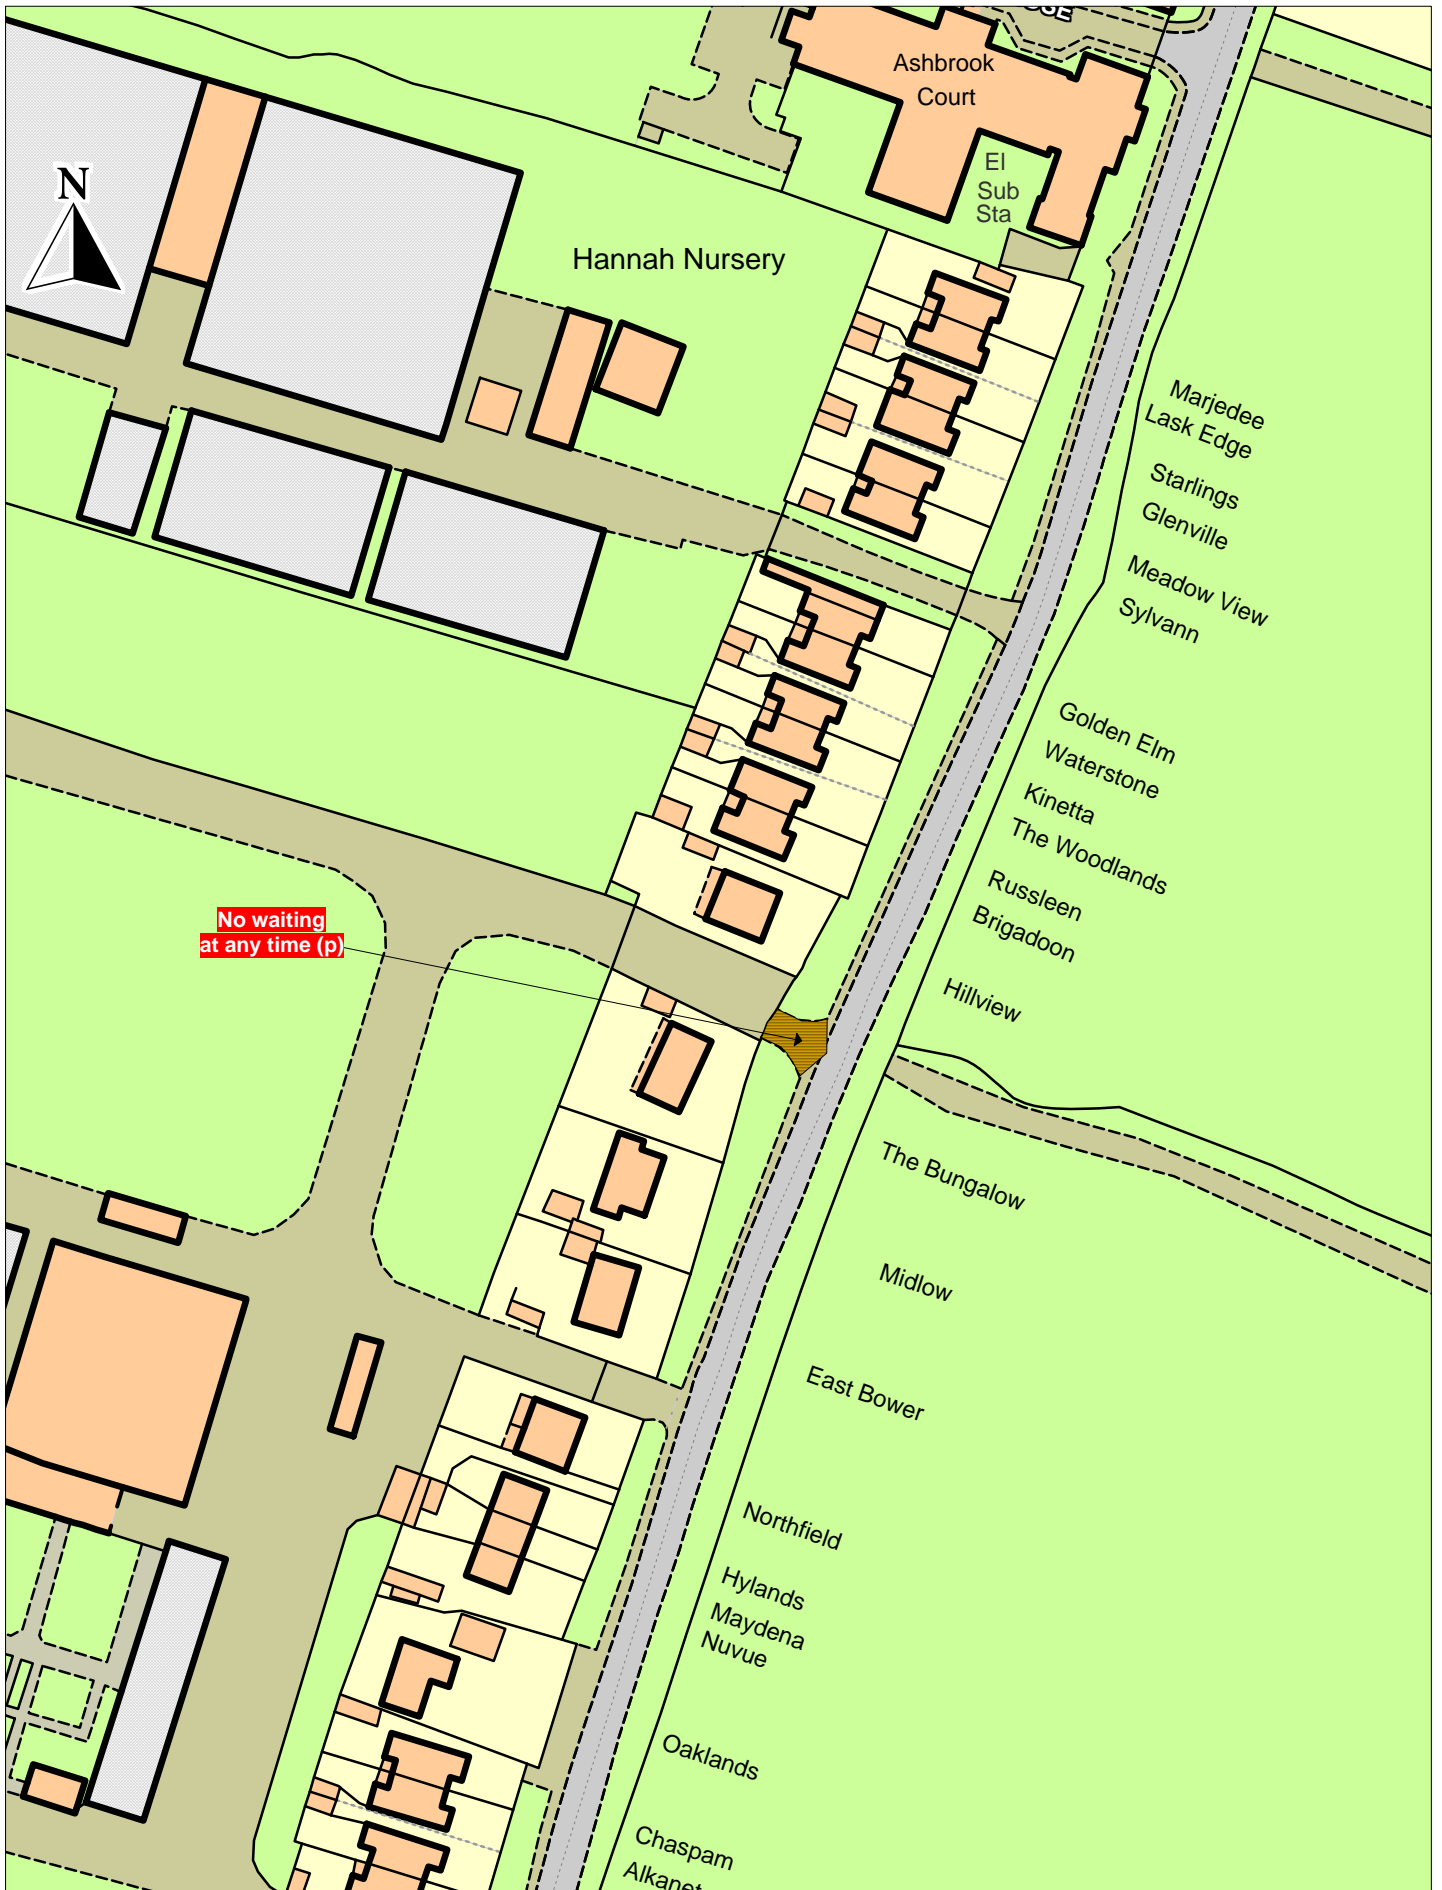 OSE
Ashbrook
Court
El
Sub
Sta
N
Hannah Nursery
Marjedee
Lask Edge
Starlings
Glenville
Meadow View
Sylvann
Golden Elm
Waterstone
Kinetta
The Woodlands
Russleen
Brigadoon
No waiting
at any time (p)
Hillview
The Bungalow
Midlow
East Bower
Northfield
Hylands
Maydena
Nuvue
Oaklands
Chaspam
Alkanet